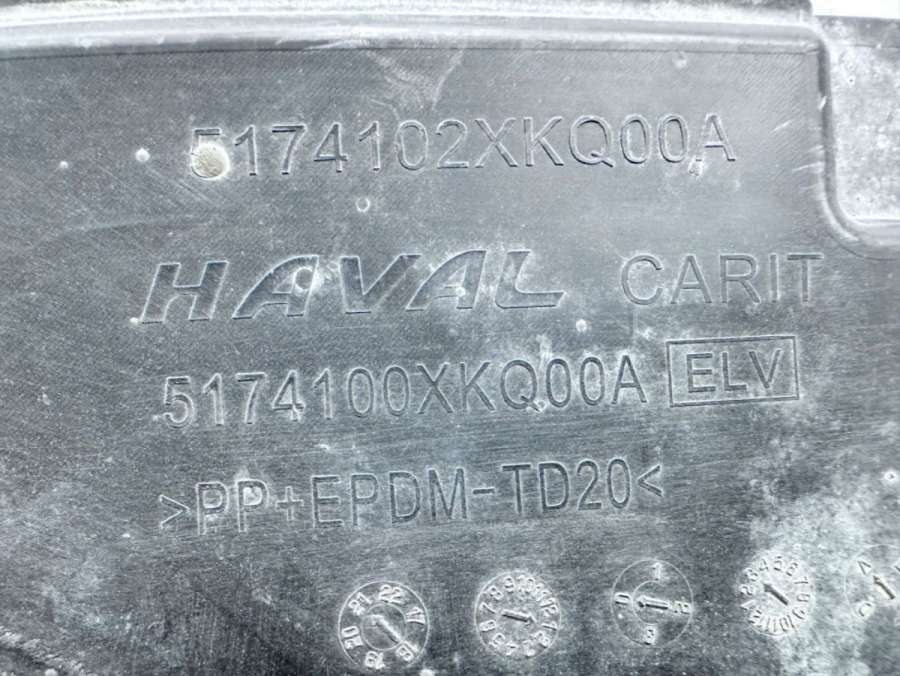 5174102XKQ00A
HAVAL CARIT
5174100XKQ00A ELV
>PP+EPDM-TD20<